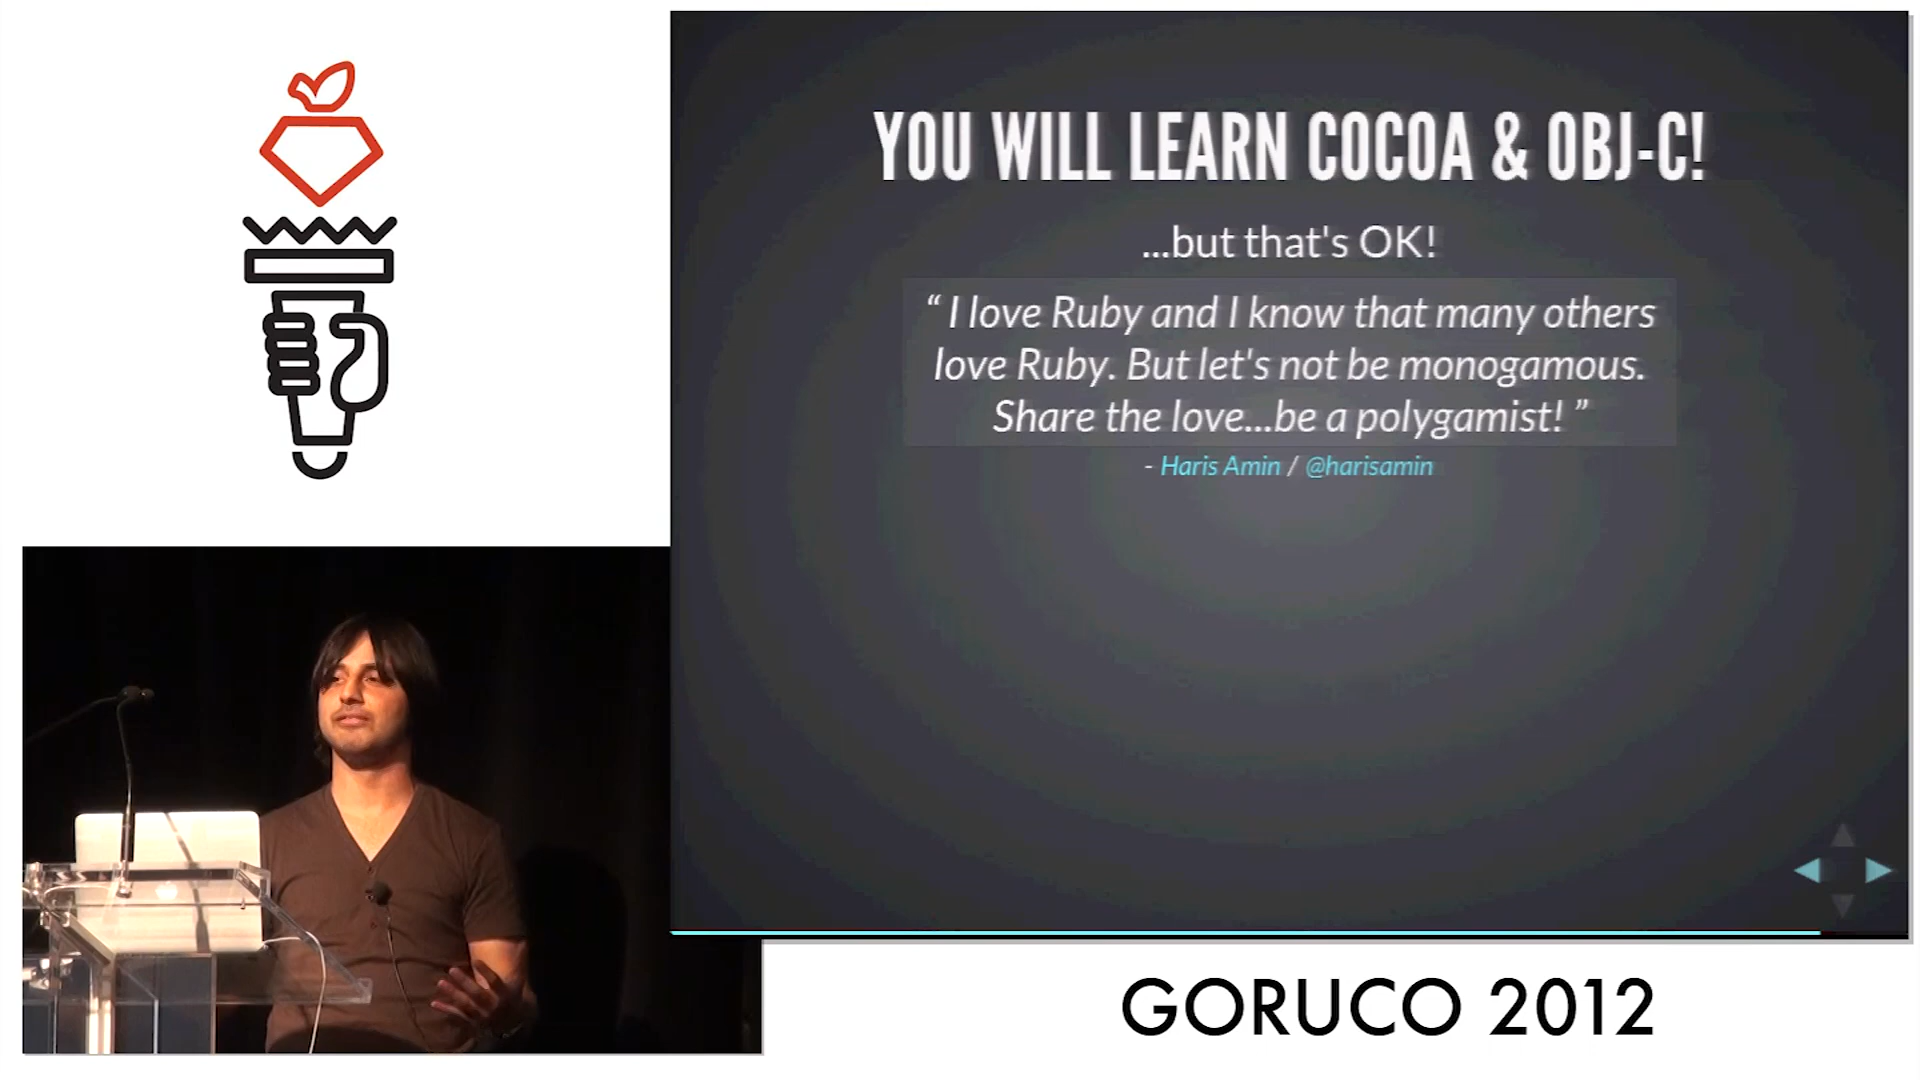 YOU WILL LEARN COCOA & OBJ-C!
...but that's OK!
“ I love Ruby and I know that many others
love Ruby. But let's not be monogamous.
Share the love...be a polygamist! ”
- Haris Amin / @harisamin
GORUCO 2012